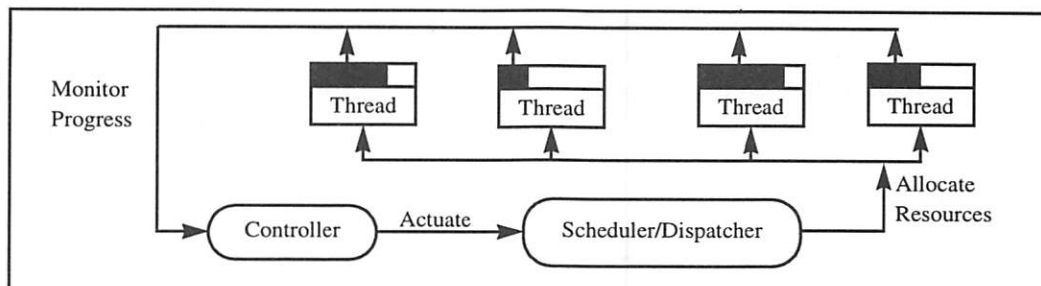 Monitor
Progress
Thread
Thread
Thread
Thread
Allocate
Resources
Controller
Actuate
Scheduler/Dispatcher